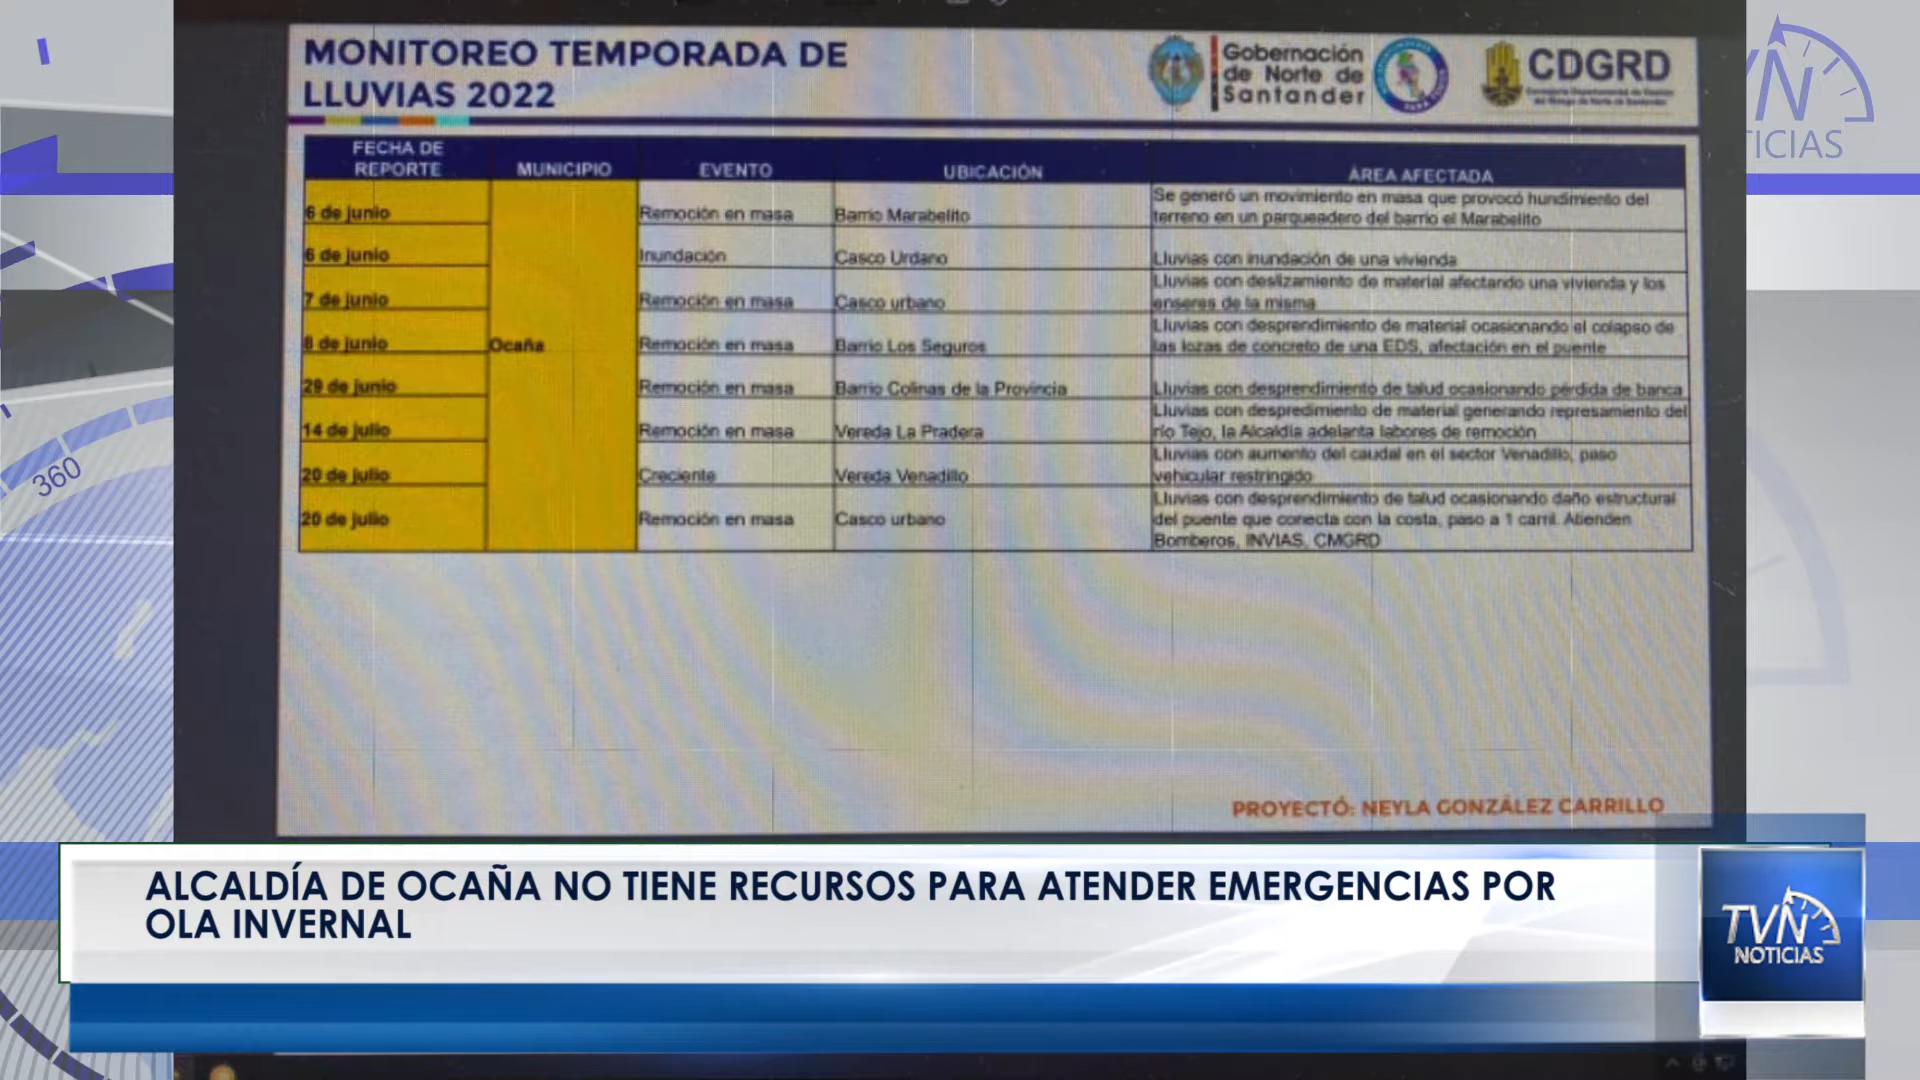 MONITOREO TEMPORADA DE
LLUVIAS 2022
Gobernación
de Norte de
Santander
CDGRD
FECHA DE
REPORTE
MUNICIPIO
EVENTO
UBICACIÓN
ÁREA AFECTADA
6 de junio
Remoción en masa
Barrio Marabelito
Se generó un movimiento en masa que provocó hundimiento del
terreno en un parqueadero del barrio el Marabelito
6 de junio
Inundación
Casco Urdano
Lluvias con inundación de una vivienda
7 de junio
Remoción en masa
Casco urbano
Lluvias con deslizamiento de material afectando una vivienda y los
enseres de la misma
8 de junio
Ocaña
Remoción en masa
Barrio Los Seguros
Lluvias con desprendimiento de material ocasionando el colapso de
las lozas de concreto de una EDS, afectación en el puente
29 de junio
Remoción en masa
Barrio Colinas de la Provincia
Lluvias con desprendimiento de talud ocasionando pérdida de banca
14 de julio
Remoción en masa
Vereda La Pradera
Lluvias con despredimiento de material generando represamiento del
río Tejo, la Alcaldía adelanta labores de remoción
20 de julio
Creciente
Vereda Venadillo
Lluvias con aumento del caudal en el sector Venadillo, paso
vehicular restringido
20 de julio
Remoción en masa
Casco urbano
Lluvias con desprendimiento de talud ocasionando daño estructural
del puente que conecta con la costa, paso a 1 carril. Atienden
Bomberos, INVIAS, CMGRD
PROYECTÓ: NEYLA GONZÁLEZ CARRILLO
ALCALDÍA DE OCAÑA NO TIENE RECURSOS PARA ATENDER EMERGENCIAS POR
OLA INVERNAL
TVN
NOTICIAS
360
VN
TICIAS